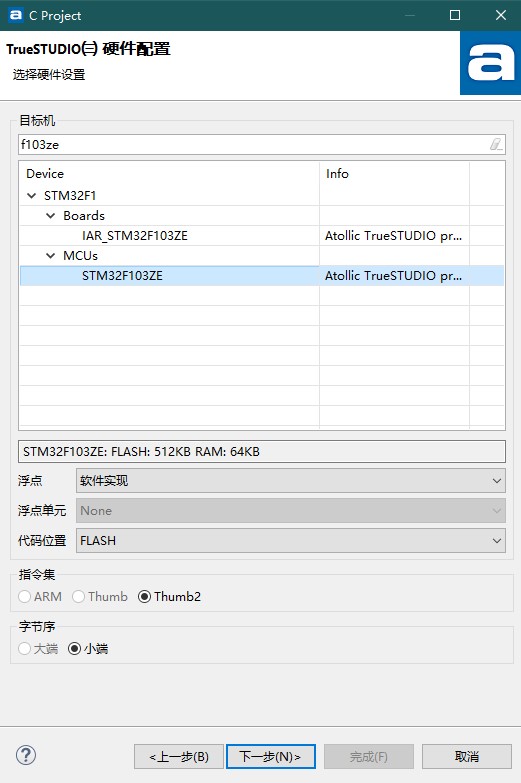 C Project
TrueSTUDIO(三) 硬件配置
选择硬件设置
a
目标机
f103ze
Device Info
STM32F1
Boards
IAR_STM32F103ZE Atollic TrueSTUDIO pr...
MCUs
STM32F103ZE Atollic TrueSTUDIO pr...
STM32F103ZE: FLASH: 512KB RAM: 64KB
浮点 软件实现
浮点单元 None
代码位置 FLASH
指令集
ARM Thumb Thumb2
字节序
大端 小端
? <上一步(B) 下一步(N)> 完成(F) 取消